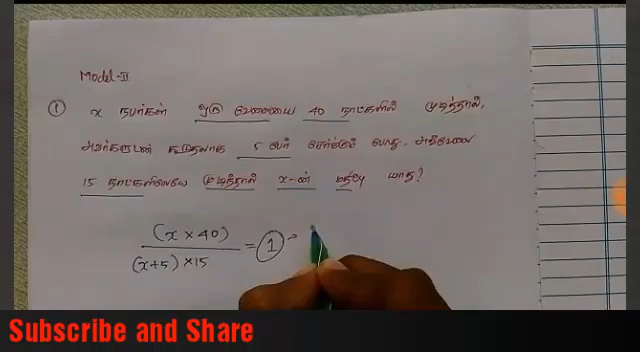 Model-II
① x நபர்கள் ஒரு வேலையை 40 நாட்களில் முடித்தால்,
அவர்களுடன் கூடுதலாக 5 பேர் சேர்க்கும் போது அவ்வேலை
15 நாட்களிலேயே முடித்தால் x-ன் மதிப்பு யாது?
(x × 40)
(x+5) × 15
= 1
Subscribe and Share